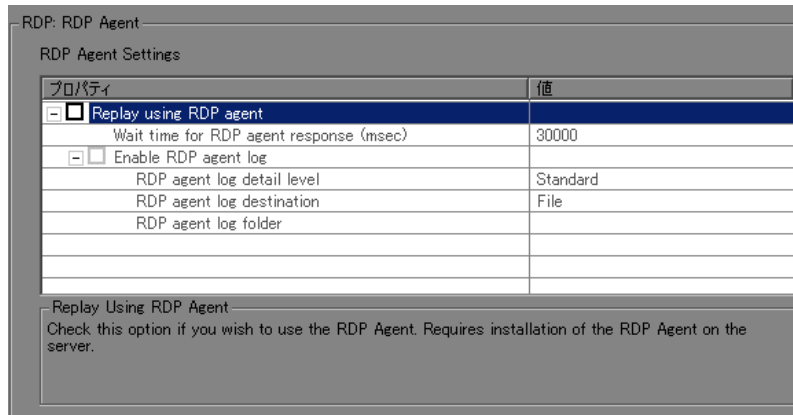 RDP: RDP Agent
RDP Agent Settings
プロパティ 値
Replay using RDP agent
Wait time for RDP agent response (msec) 30000
Enable RDP agent log
RDP agent log detail level Standard
RDP agent log destination File
RDP agent log folder
Replay Using RDP Agent
Check this option if you wish to use the RDP Agent. Requires installation of the RDP Agent on the
server.